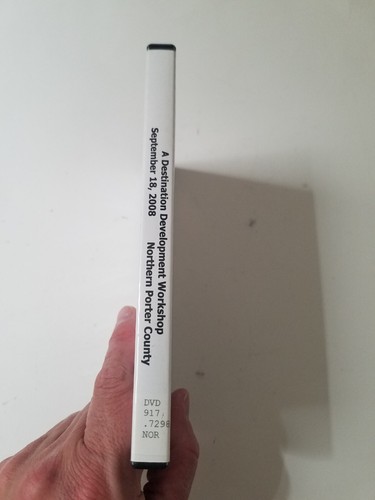 A Destination Development Workshop
September 18, 2008
Northern Porter County
DVD
917.
.7298
NOR